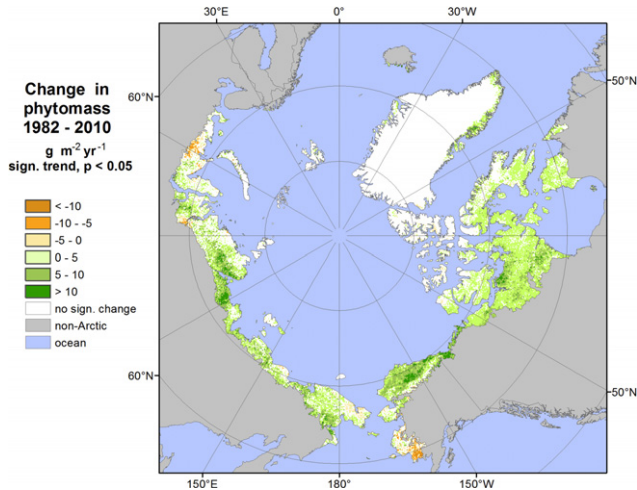 30°E
0°
30°W
Change in
phytomass
1982 - 2010
g m⁻² yr⁻¹
sign. trend, p < 0.05
< -10
-10 - -5
-5 - 0
0 - 5
5 - 10
> 10
no sign. change
non-Arctic
ocean
60°N
50°N
60°N
50°N
150°E
180°
150°W